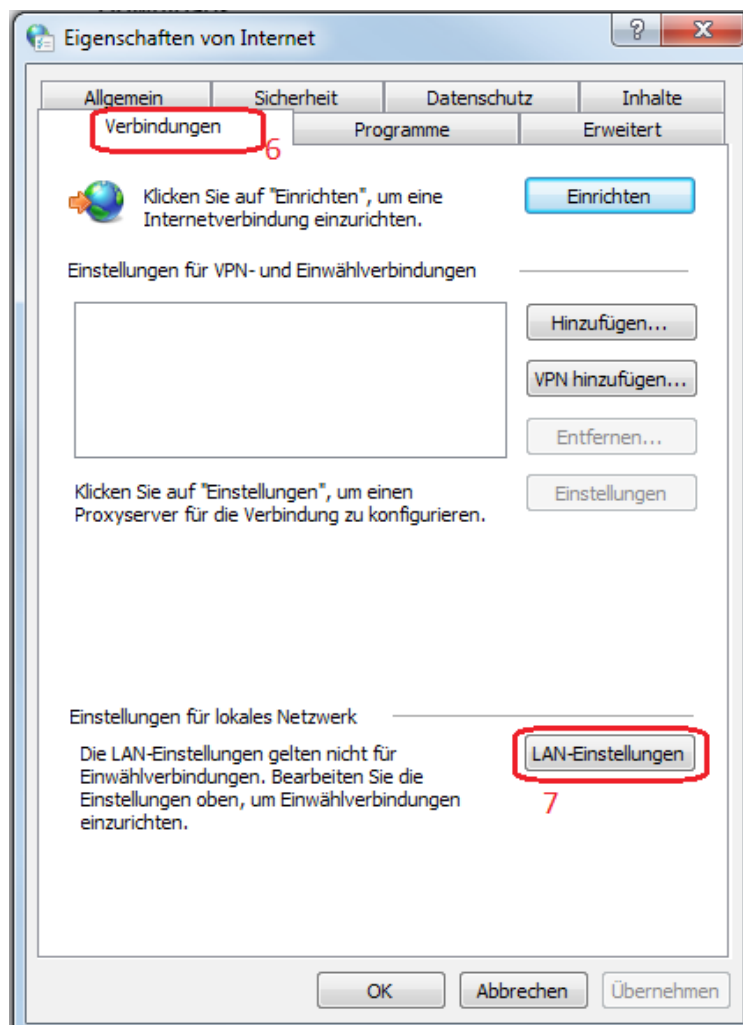 Eigenschaften von Internet
?
Allgemein
Sicherheit
Datenschutz
Inhalte
Verbindungen
Programme
Erweitert
6
Klicken Sie auf "Einrichten", um eine
Internetverbindung einzurichten.
Einrichten
Einstellungen für VPN- und Einwählverbindungen
Hinzufügen...
VPN hinzufügen...
Entfernen...
Klicken Sie auf "Einstellungen", um einen
Proxyserver für die Verbindung zu konfigurieren.
Einstellungen
Einstellungen für lokales Netzwerk
Die LAN-Einstellungen gelten nicht für
Einwählverbindungen. Bearbeiten Sie die
Einstellungen oben, um Einwählverbindungen
einzurichten.
LAN-Einstellungen
7
OK
Abbrechen
Übernehmen